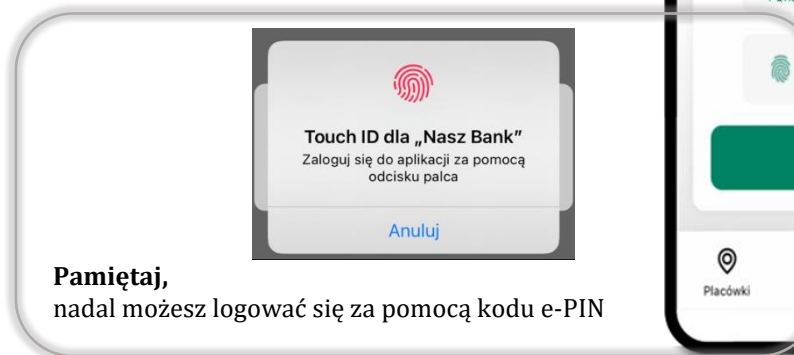 Touch ID dla „Nasz Bank”
Zaloguj się do aplikacji za pomocą
odcisku palca
Anuluj
Pamiętaj,
nadal możesz logować się za pomocą kodu e-PIN
Placówki